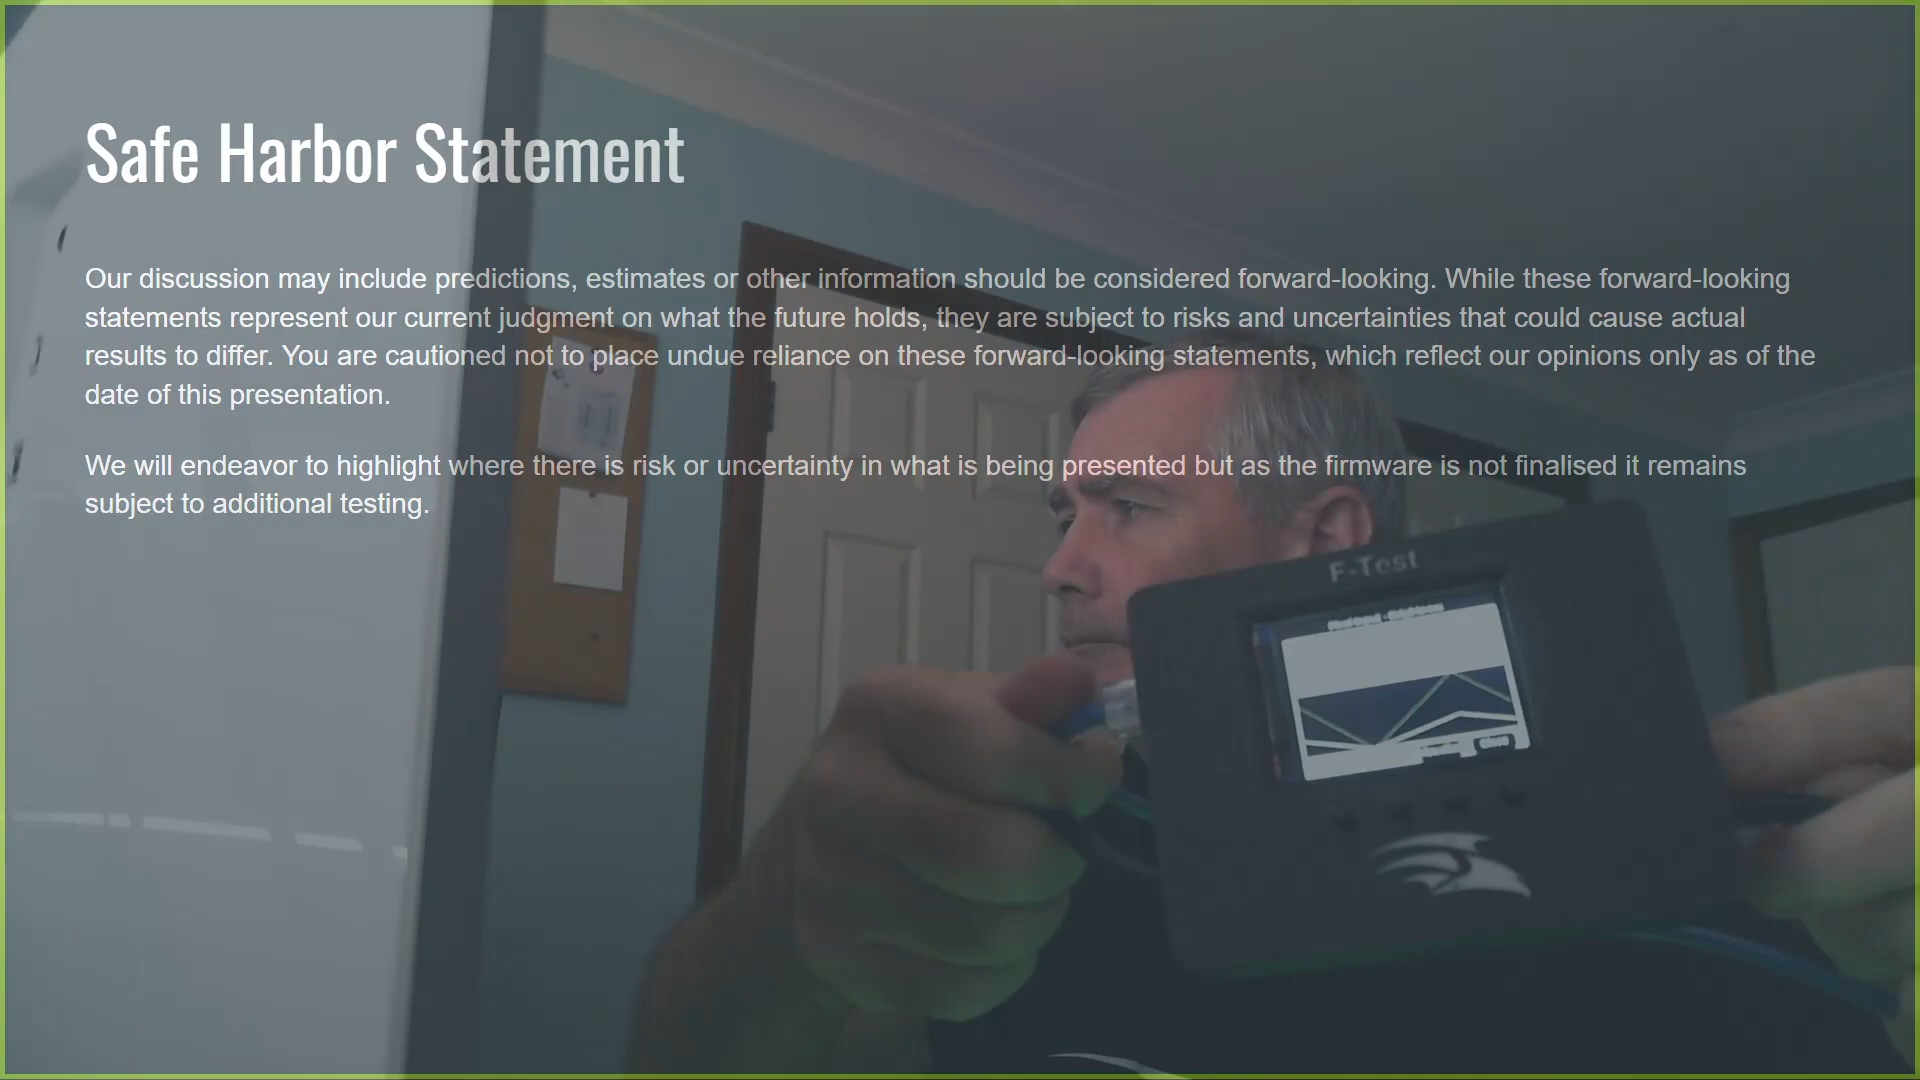 Safe Harbor Statement
Our discussion may include predictions, estimates or other information should be considered forward-looking. While these forward-looking
statements represent our current judgment on what the future holds, they are subject to risks and uncertainties that could cause actual
results to differ. You are cautioned not to place undue reliance on these forward-looking statements, which reflect our opinions only as of the
date of this presentation.
We will endeavor to highlight where there is risk or uncertainty in what is being presented but as the firmware is not finalised it remains
subject to additional testing.
F-Test